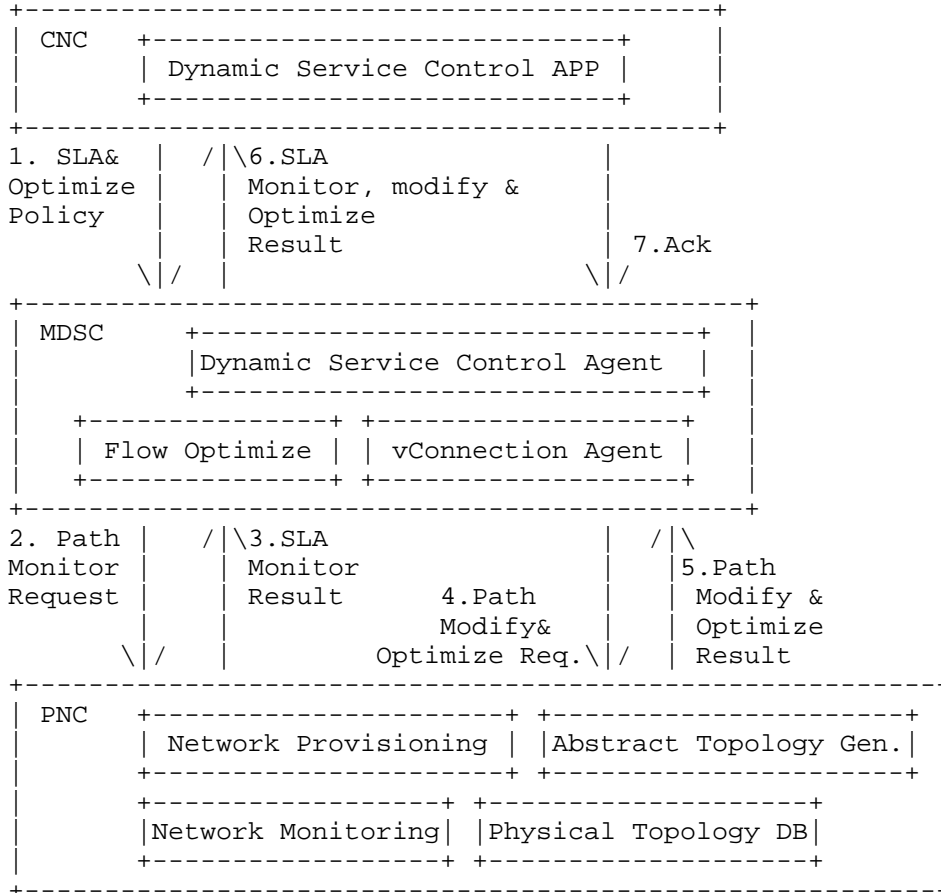 CNC
Dynamic Service Control APP
1. SLA& 6.SLA
Optimize Monitor, modify &
Policy Optimize
Result 7.Ack
MDSC
Dynamic Service Control Agent
Flow Optimize vConnection Agent
2. Path 3.SLA
Monitor Monitor 5.Path
Request Result 4.Path Modify &
Modify& Optimize
Optimize Req. Result
PNC
Network Provisioning Abstract Topology Gen.
Network Monitoring Physical Topology DB